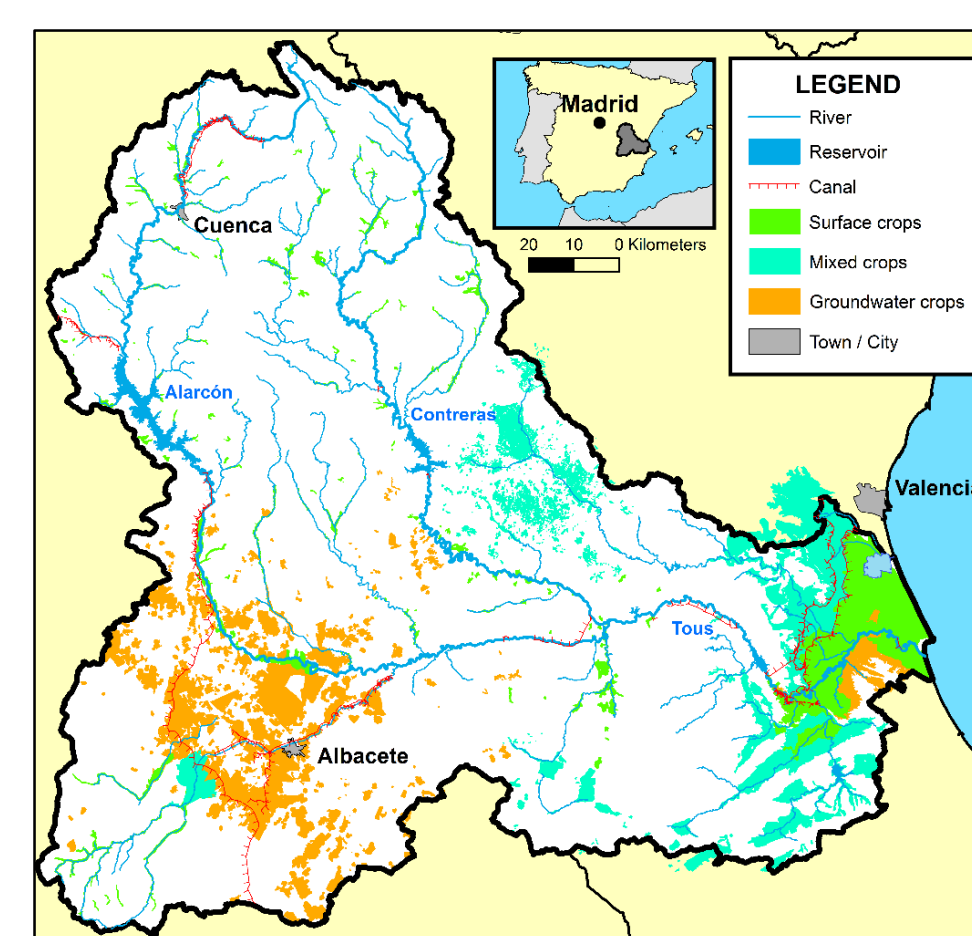 Madrid
LEGEND
River
Reservoir
Canal
Surface crops
Mixed crops
Groundwater crops
Town / City
20 10 0 Kilometers
Cuenca
Alarcón
Contreras
Valencia
Tous
Albacete